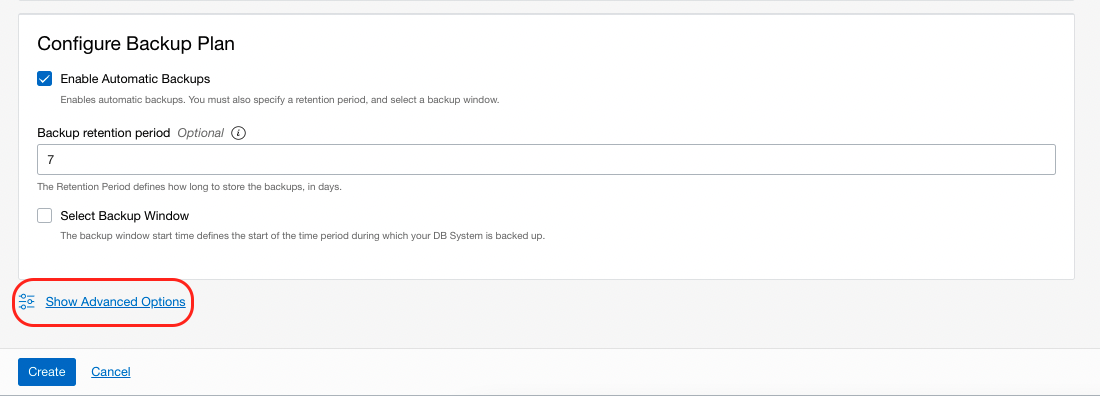 Configure Backup Plan
Enable Automatic Backups
Enables automatic backups. You must also specify a retention period, and select a backup window.
Backup retention period Optional i
7
The Retention Period defines how long to store the backups, in days.
Select Backup Window
The backup window start time defines the start of the time period during which your DB System is backed up.
Show Advanced Options
Create Cancel